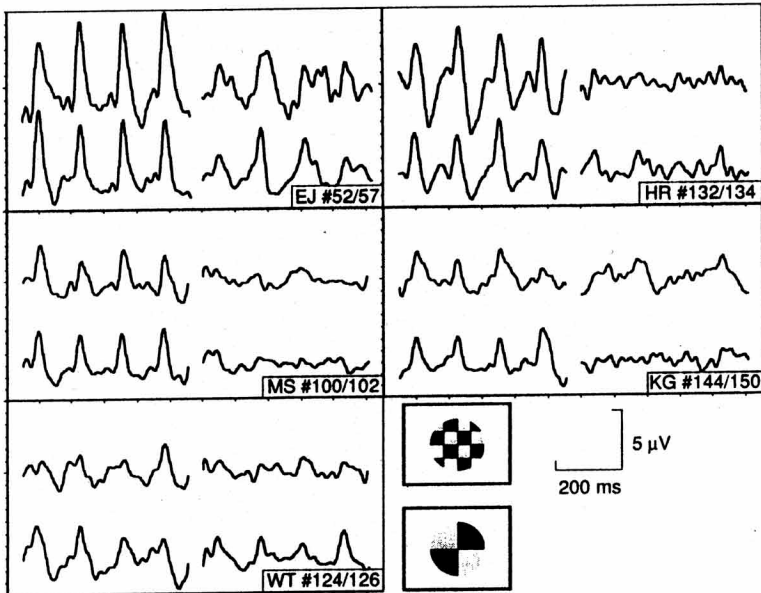 EJ #52/57
HR #132/134
MS #100/102
KG #144/150
WT #124/126
5 µV
200 ms